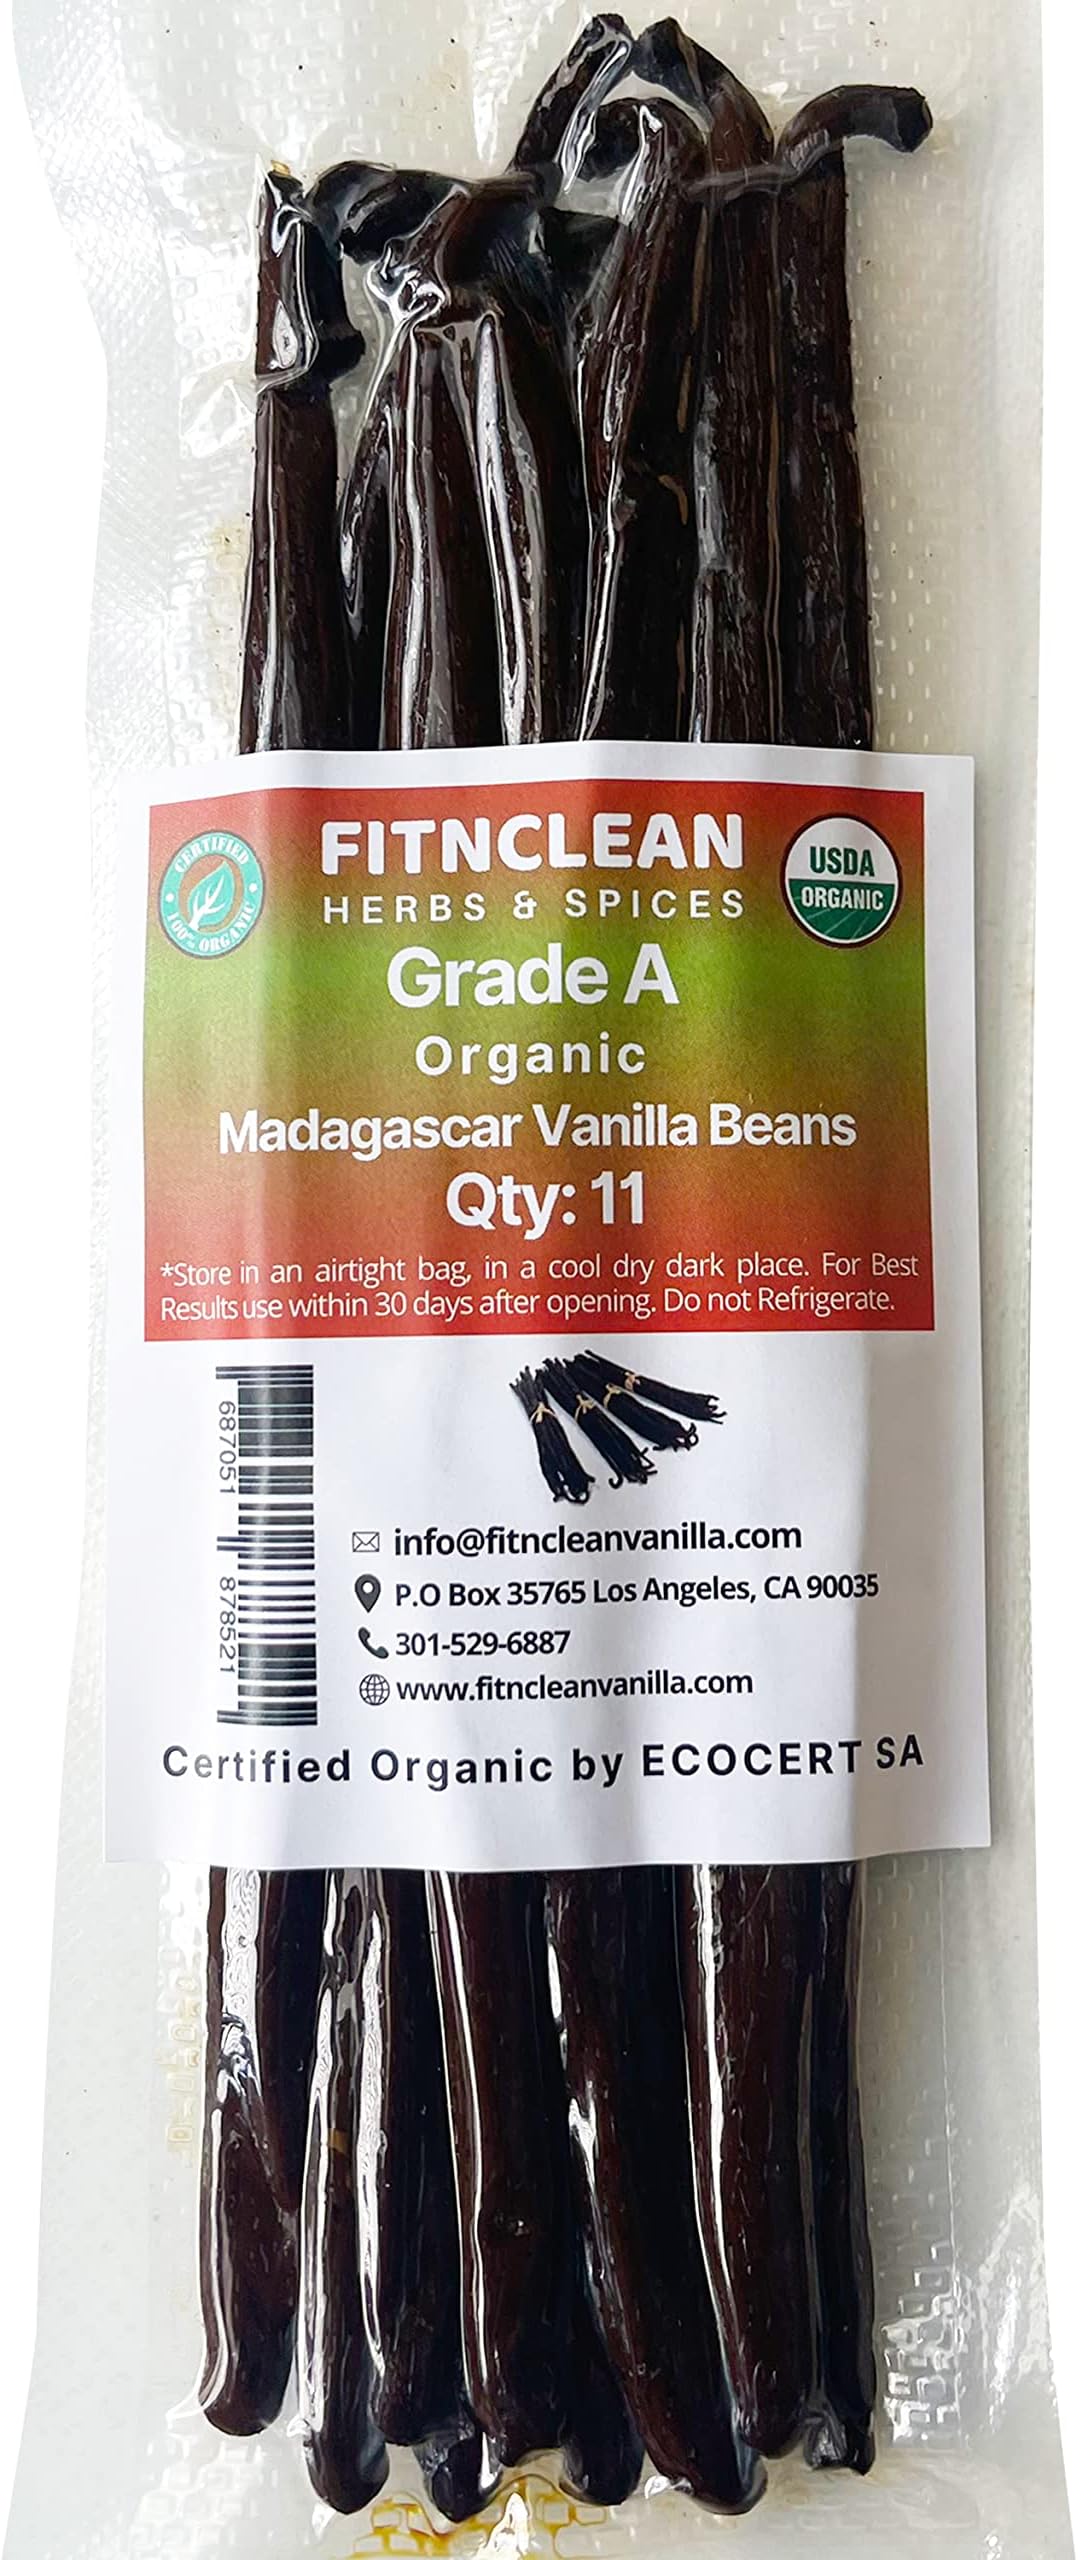 FITNCLEAN
HERBS & SPICES
CERTIFIED
100% ORGANIC
USDA
ORGANIC
Grade A
Organic
Madagascar Vanilla Beans
Qty: 11
*Store in an airtight bag, in a cool dry dark place. For Best
Results use within 30 days after opening. Do not Refrigerate.
687051 878521
info@fitncleanvanilla.com
P.O Box 35765 Los Angeles, CA 90035
301-529-6887
www.fitncleanvanilla.com
Certified Organic by ECOCERT SA